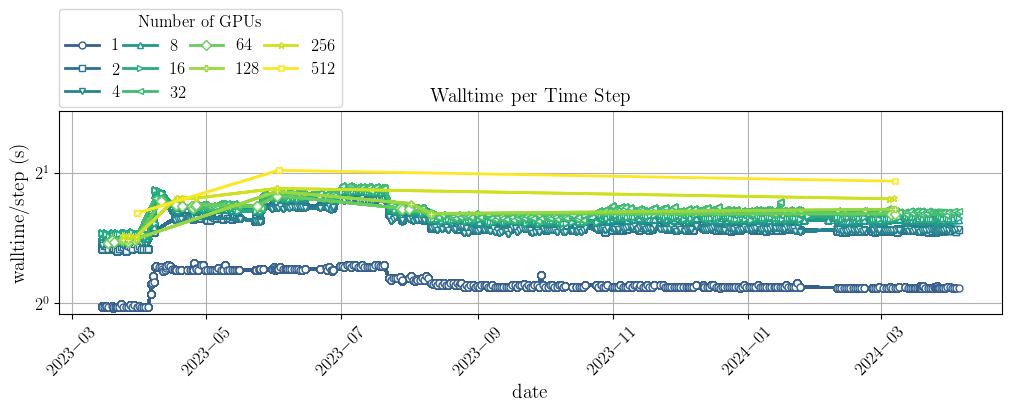 Number of GPUs
1 8 64 256
2 16 128 512
4 32
Walltime per Time Step
walltime/step (s)
2^1
2^0
2023−03
2023−05
2023−07
2023−09
2023−11
2024−01
2024−03
date